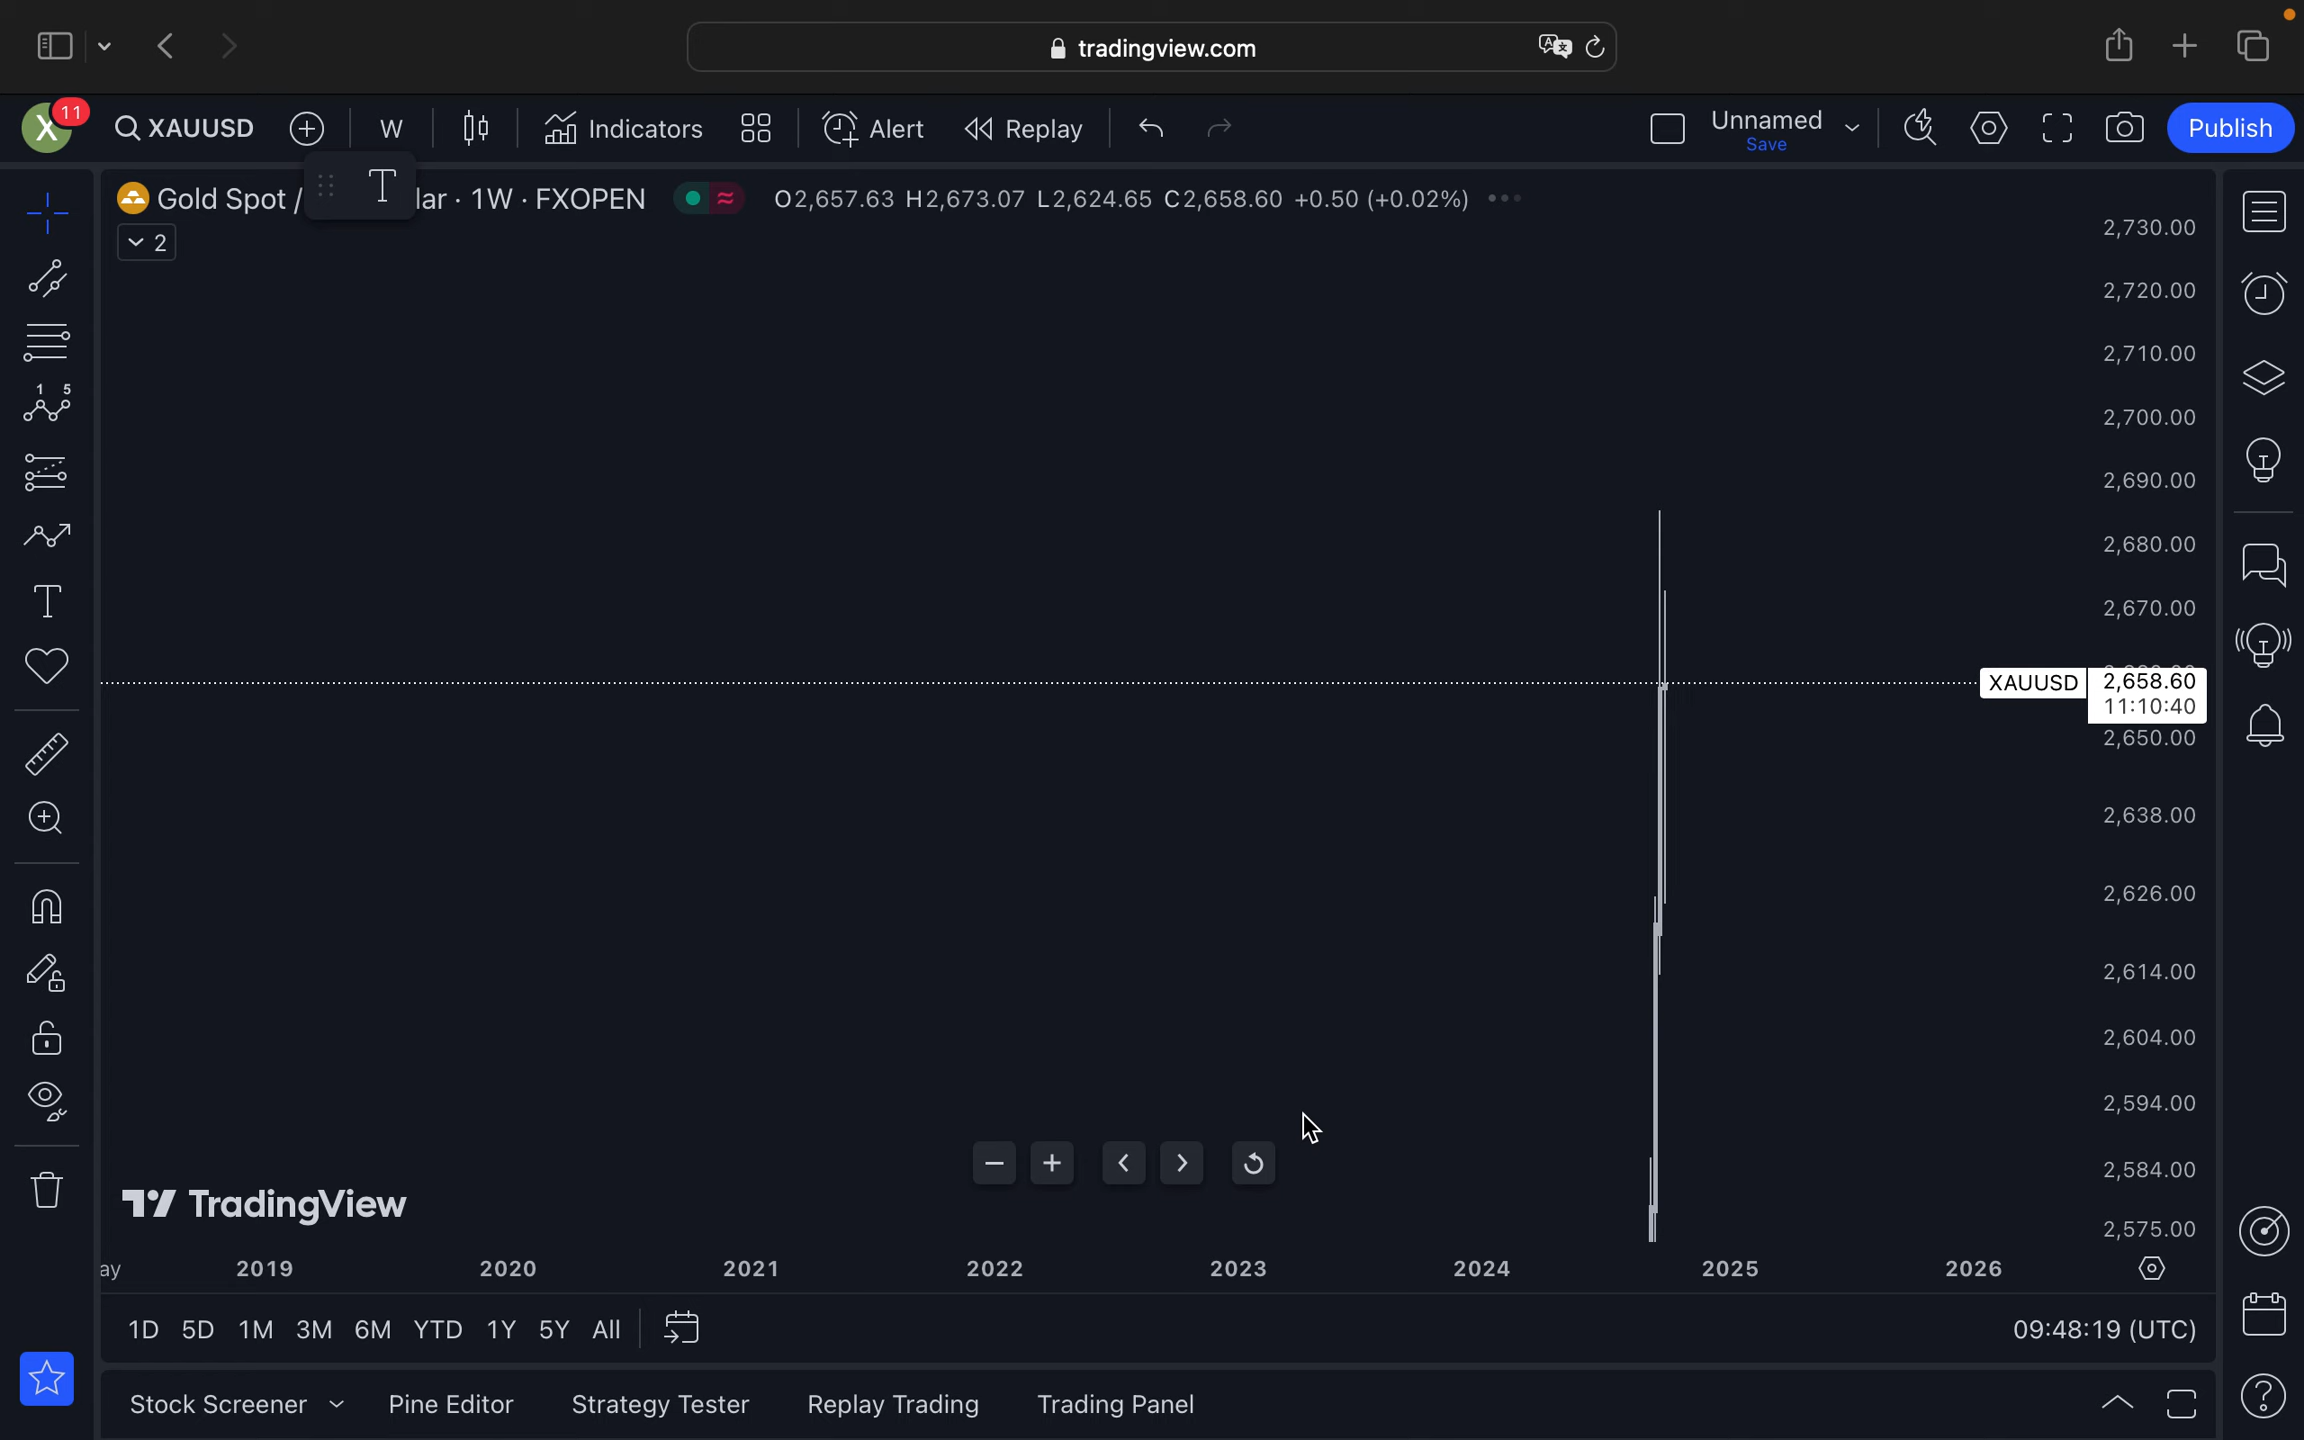 tradingview.com
X
11
XAUUSD
W
Indicators
Alert
Replay
Unnamed
Save
Publish
T
Gold Spot / lar · 1W · FXOPEN
O2,657.63 H2,673.07 L2,624.65 C2,658.60 +0.50 (+0.02%)
2
2,730.00
2,720.00
2,710.00
2,700.00
2,690.00
2,680.00
2,670.00
XAUUSD 2,658.60
11:10:40
2,650.00
2,638.00
2,626.00
2,614.00
2,604.00
2,594.00
2,584.00
2,575.00
1 5
TradingView
ay 2019 2020 2021 2022 2023 2024 2025 2026
1D 5D 1M 3M 6M YTD 1Y 5Y All
09:48:19 (UTC)
Stock Screener Pine Editor Strategy Tester Replay Trading Trading Panel